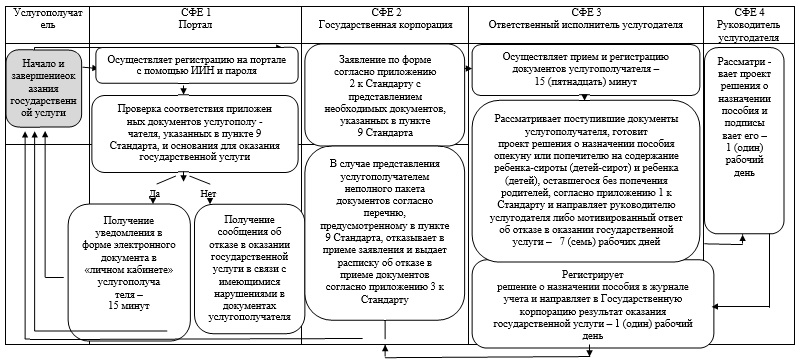 Услугополучат
ель
СФЕ 1
Портал
СФЕ 2
Государственная корпорация
СФЕ 3
Ответственный исполнитель услугодателя
СФЕ 4
Руководитель
услугодателя
Начало и
завершениеок
азания
государственн
ой услуги
Осуществляет регистрацию на портале
с помощью ИИН и пароля
Проверка соответствия приложен
ных документов услугополу -
чателя, указанных в пункте 9
Стандарта, и основания для оказания
государственной услуги
Да
Нет
Получение
уведомления в
форме электронного
документа в
«личном кабинете»
услугополуча
теля –
15 минут
Получение
сообщения об
отказе в оказании
государственной
услуги в связи с
имеющимися
нарушениями в
документах
услугополучателя
Заявление по форме
согласно приложению
2 к Стандарту с
представлением
необходимых документов,
указанных в пункте
9 Стандарта
В случае представления
услугополучателем
неполного пакета
документов согласно
перечню,
предусмотренному в пункте
9 Стандарта, отказывает в
приеме заявления и выдает
расписку об отказе в
приеме документов
согласно приложению 3 к
Стандарту
Осуществляет прием и регистрацию
документов услугополучателя –
15 (пятнадцать) минут
Рассматривает поступившие документы
услугополучателя, готовит
проект решения о назначении пособия
опекуну или попечителю на содержание
ребенка-сироты (детей-сирот) и ребенка
(детей), оставшегося без попечения
родителей, согласно приложению 1 к
Стандарту и направляет руководителю
услугодателя либо мотивированный ответ
об отказе в оказании государственной
услуги – 7 (семь) рабочих дней
Регистрирует
решение о назначении пособия в журнале
учета и направляет в Государственную
корпорацию результат оказания
государственной услуги – 1 (один) рабочий
день
Рассматри -
вает проект
решения о
назначении
пособия и
подписы
вает его –
1 (один)
рабочий
день